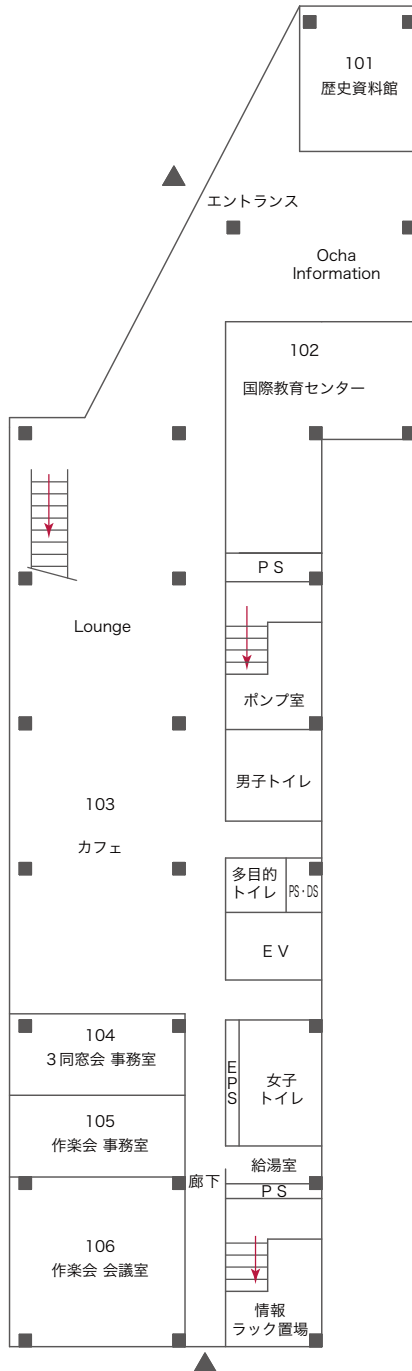 101
歴史資料館
エントランス
Ocha
Information
102
国際教育センター
PS
Lounge
ポンプ室
男子トイレ
103
カフェ
多目的
トイレ
PS・DS
EV
104
3同窓会 事務室
EPS
女子
トイレ
105
作楽会 事務室
給湯室
廊下
PS
106
作楽会 会議室
情報
ラック置場